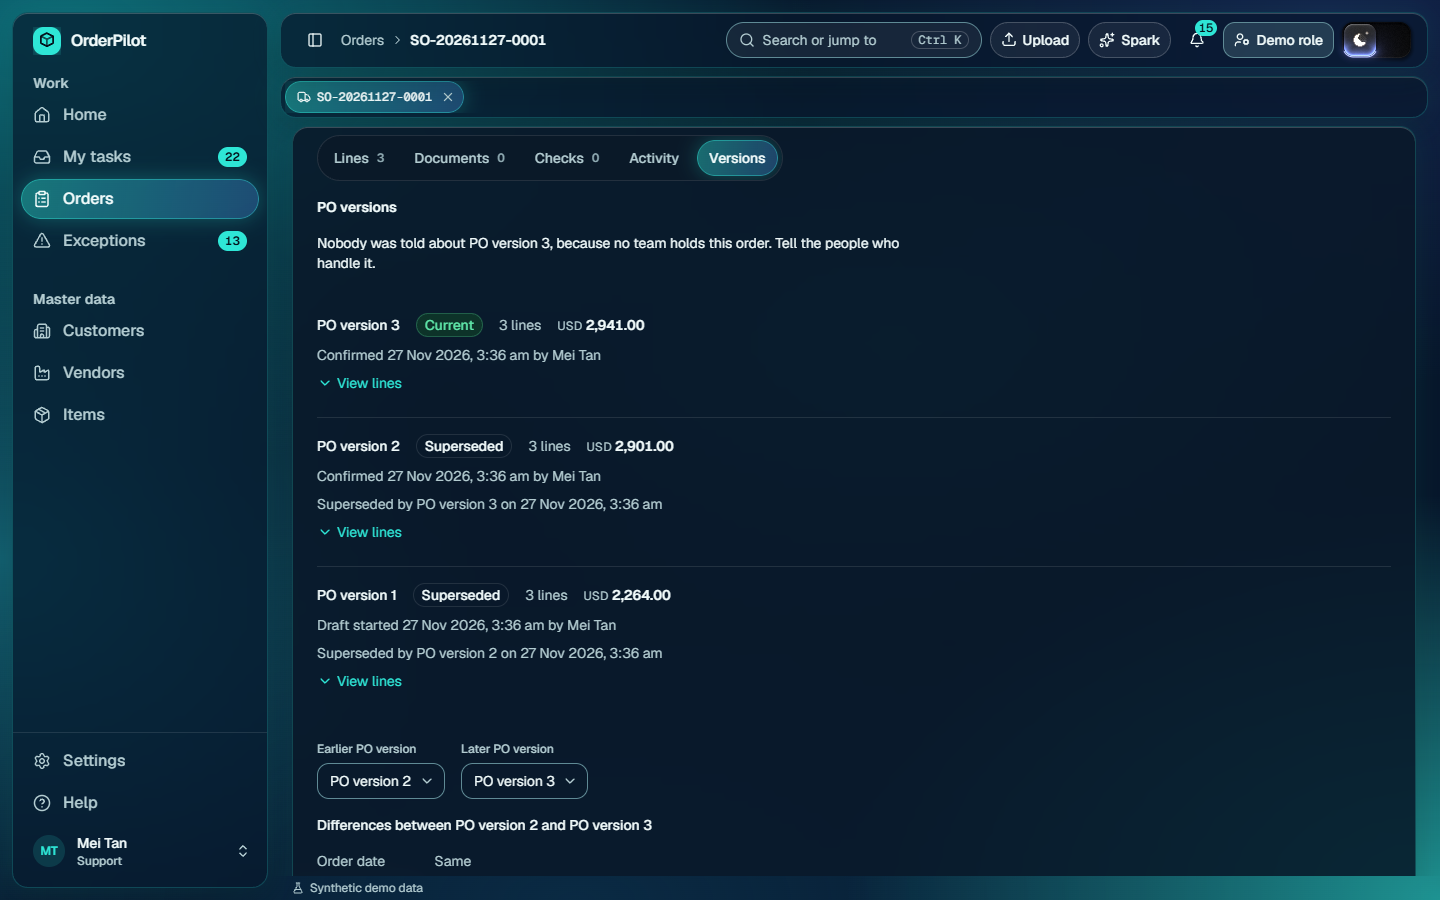 OrderPilot
Work
Home
My tasks 22
Orders
Exceptions 13
Master data
Customers
Vendors
Items
Settings
Help
MT
Mei Tan
Support
Orders > SO-20261127-0001
Search or jump to Ctrl K
Upload
Spark
15
Demo role
SO-20261127-0001
Lines 3
Documents 0
Checks 0
Activity
Versions
PO versions
Nobody was told about PO version 3, because no team holds this order. Tell the people who
handle it.
PO version 3 Current 3 lines USD 2,941.00
Confirmed 27 Nov 2026, 3:36 am by Mei Tan
View lines
PO version 2 Superseded 3 lines USD 2,901.00
Confirmed 27 Nov 2026, 3:36 am by Mei Tan
Superseded by PO version 3 on 27 Nov 2026, 3:36 am
View lines
PO version 1 Superseded 3 lines USD 2,264.00
Draft started 27 Nov 2026, 3:36 am by Mei Tan
Superseded by PO version 2 on 27 Nov 2026, 3:36 am
View lines
Earlier PO version Later PO version
PO version 2 PO version 3
Differences between PO version 2 and PO version 3
Order date Same
Synthetic demo data